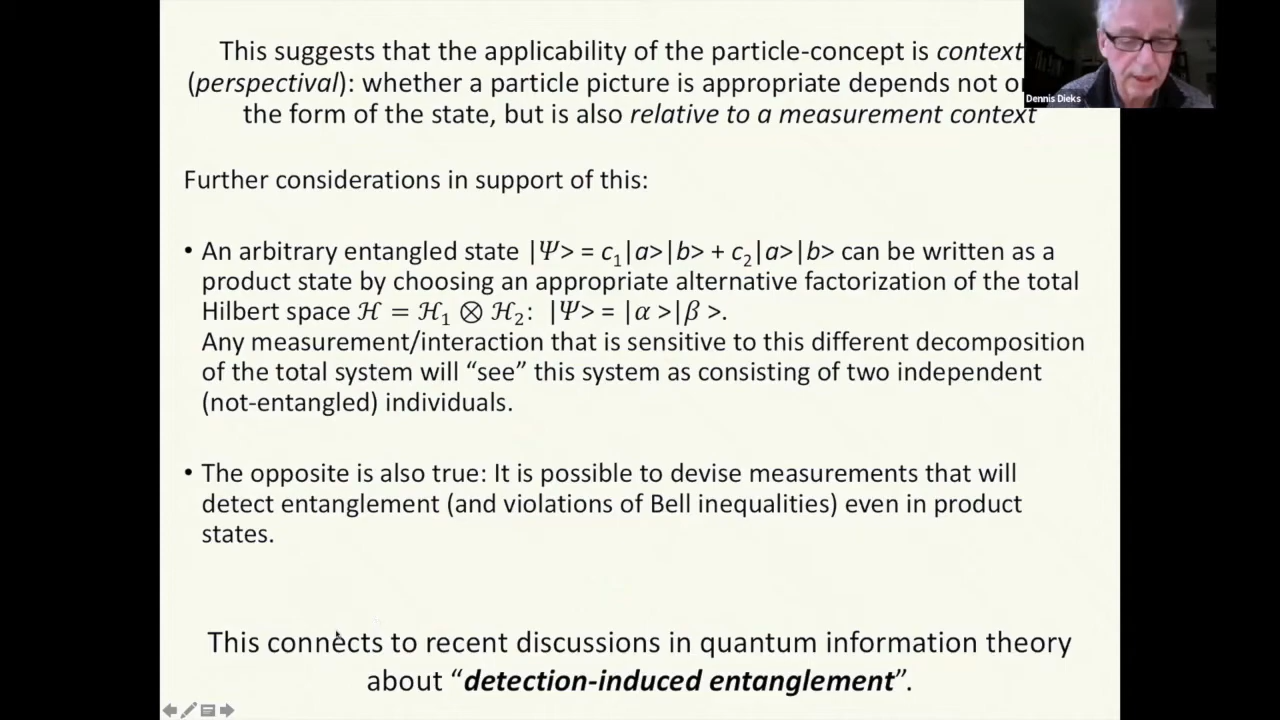 This suggests that the applicability of the particle-concept is context
(perspectival): whether a particle picture is appropriate depends not
the form of the state, but is also relative to a measurement context
Dennis Dieks
Further considerations in support of this:
• An arbitrary entangled state |Ψ> = c₁|a>|b> + c₂|a>|b> can be written as a
product state by choosing an appropriate alternative factorization of the total
Hilbert space ℋ = ℋ₁ ⊗ ℋ₂: |Ψ> = |α >|β >.
Any measurement/interaction that is sensitive to this different decomposition
of the total system will “see” this system as consisting of two independent
(not-entangled) individuals.
• The opposite is also true: It is possible to devise measurements that will
detect entanglement (and violations of Bell inequalities) even in product
states.
This connects to recent discussions in quantum information theory
about “detection-induced entanglement”.